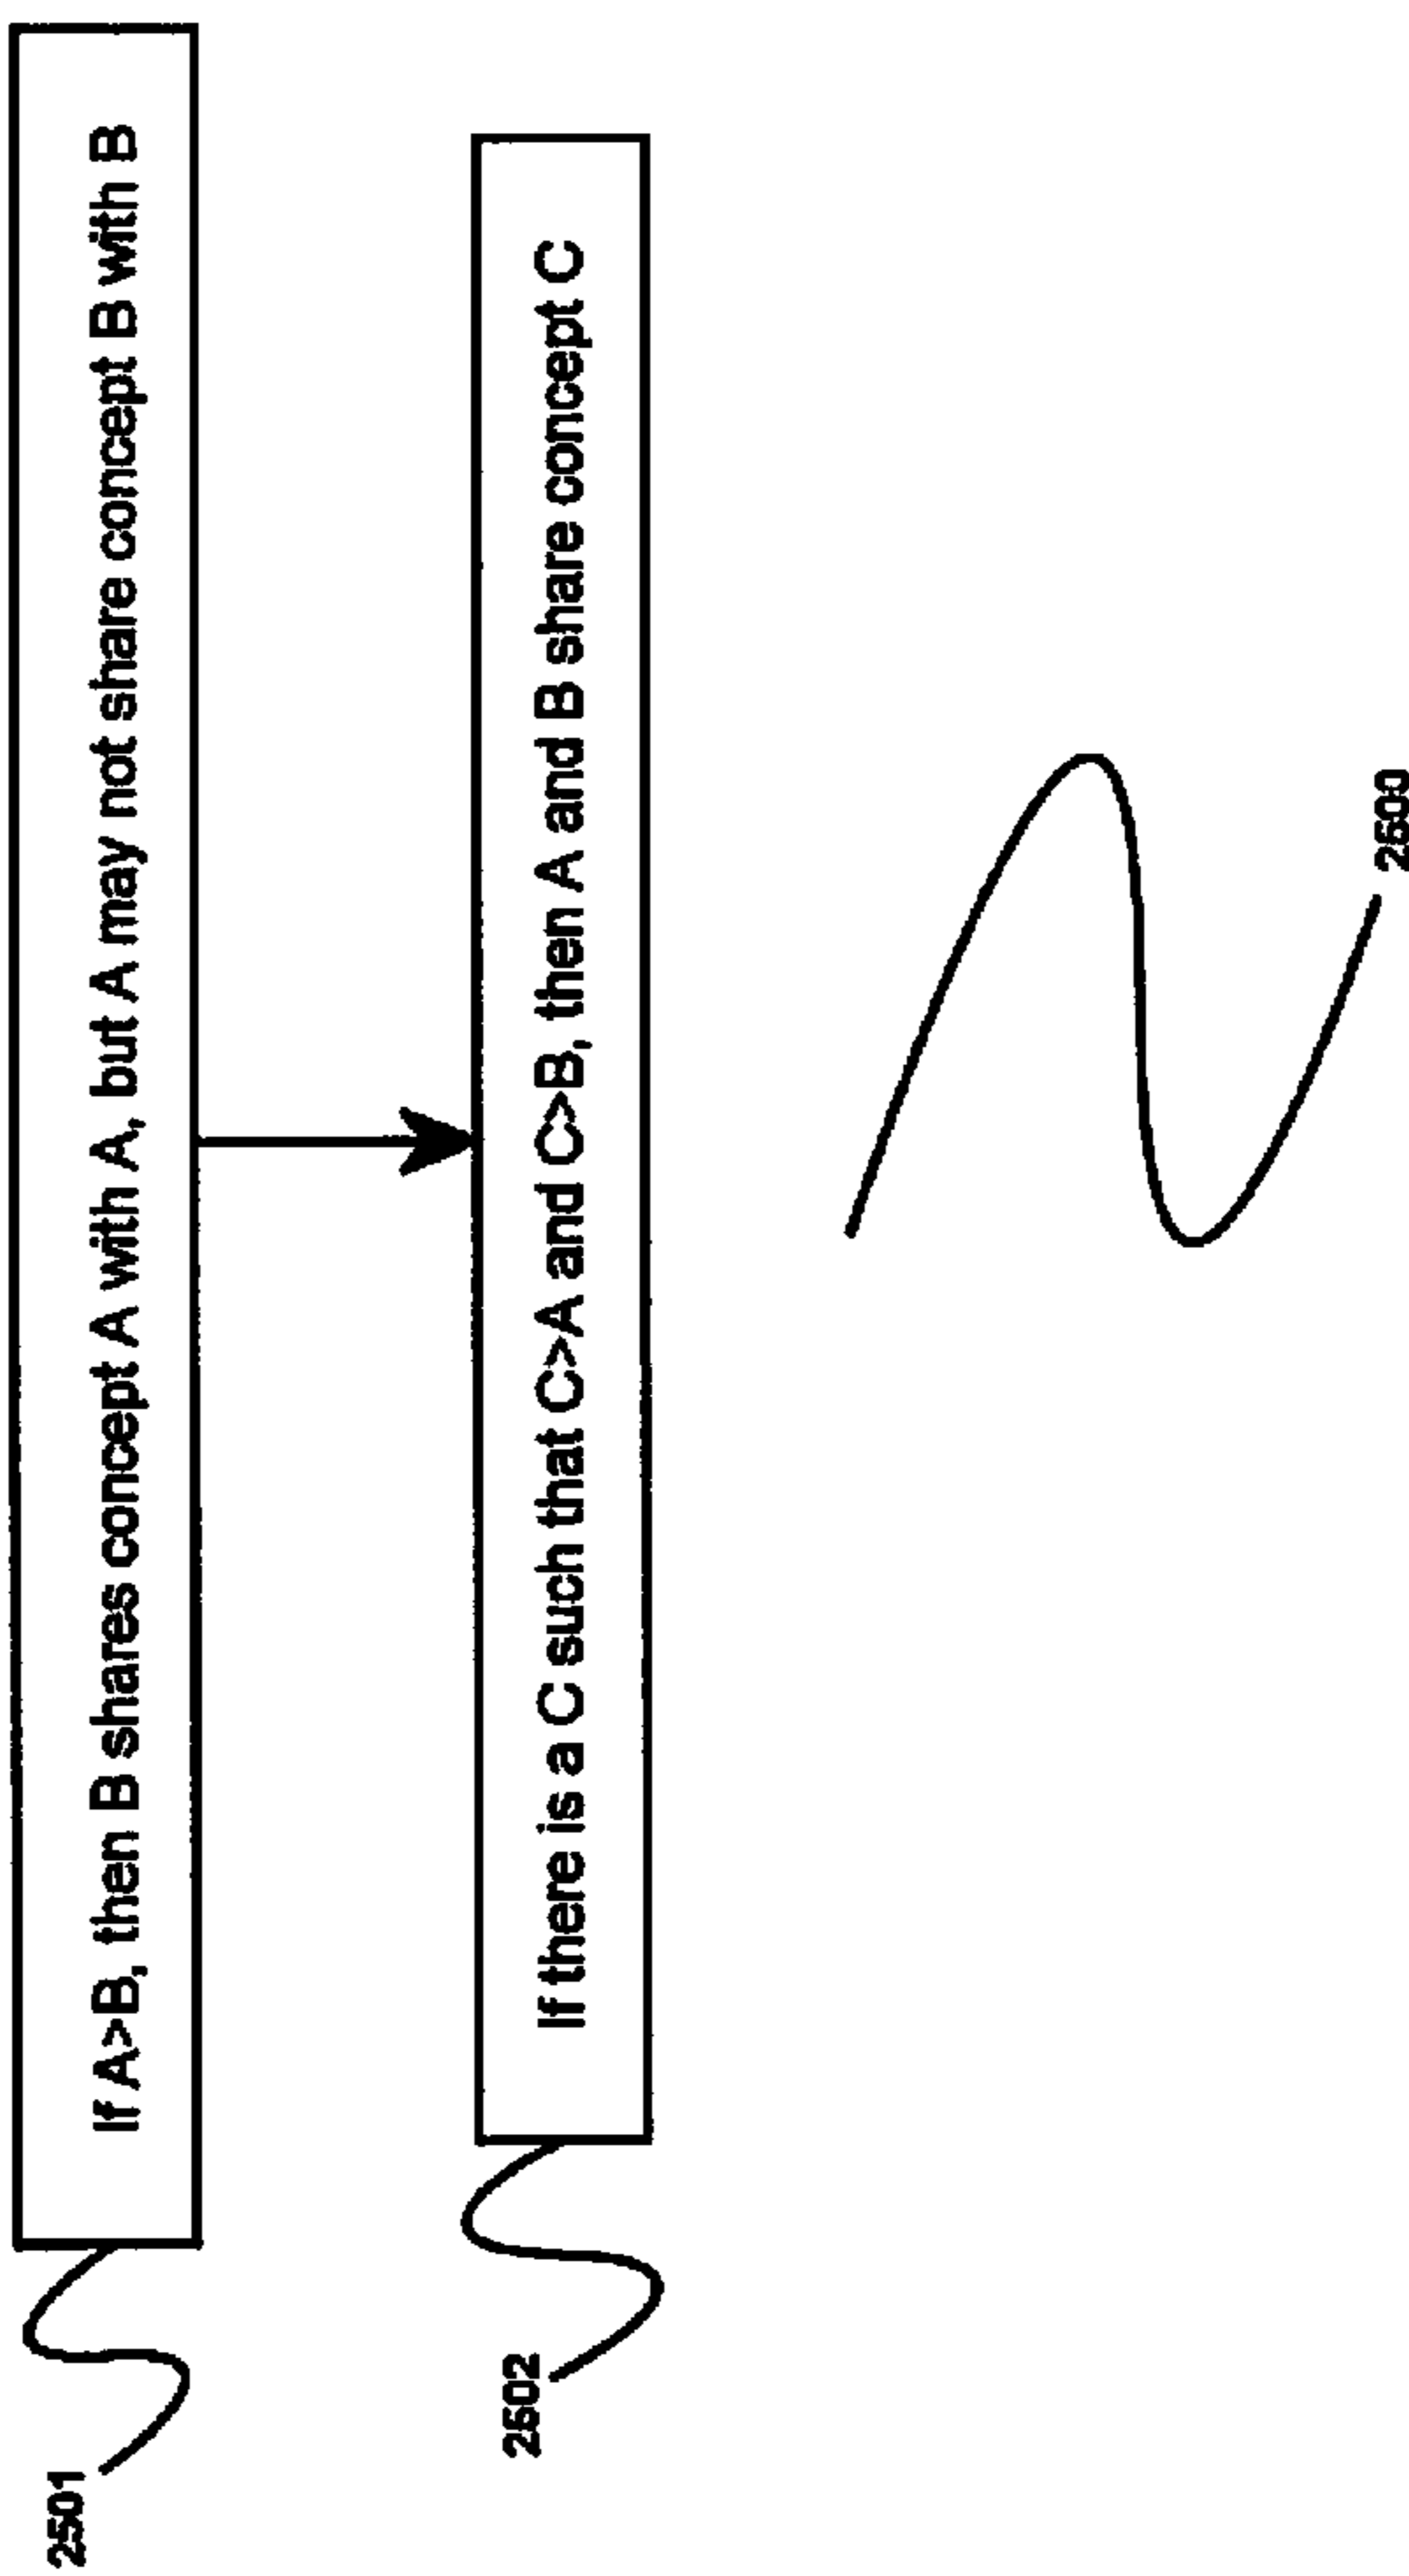 2501
If A>B, then B shares concept A with A, but A may not share concept B with B
2502
If there is a C such that C>A and C>B, then A and B share concept C
2500